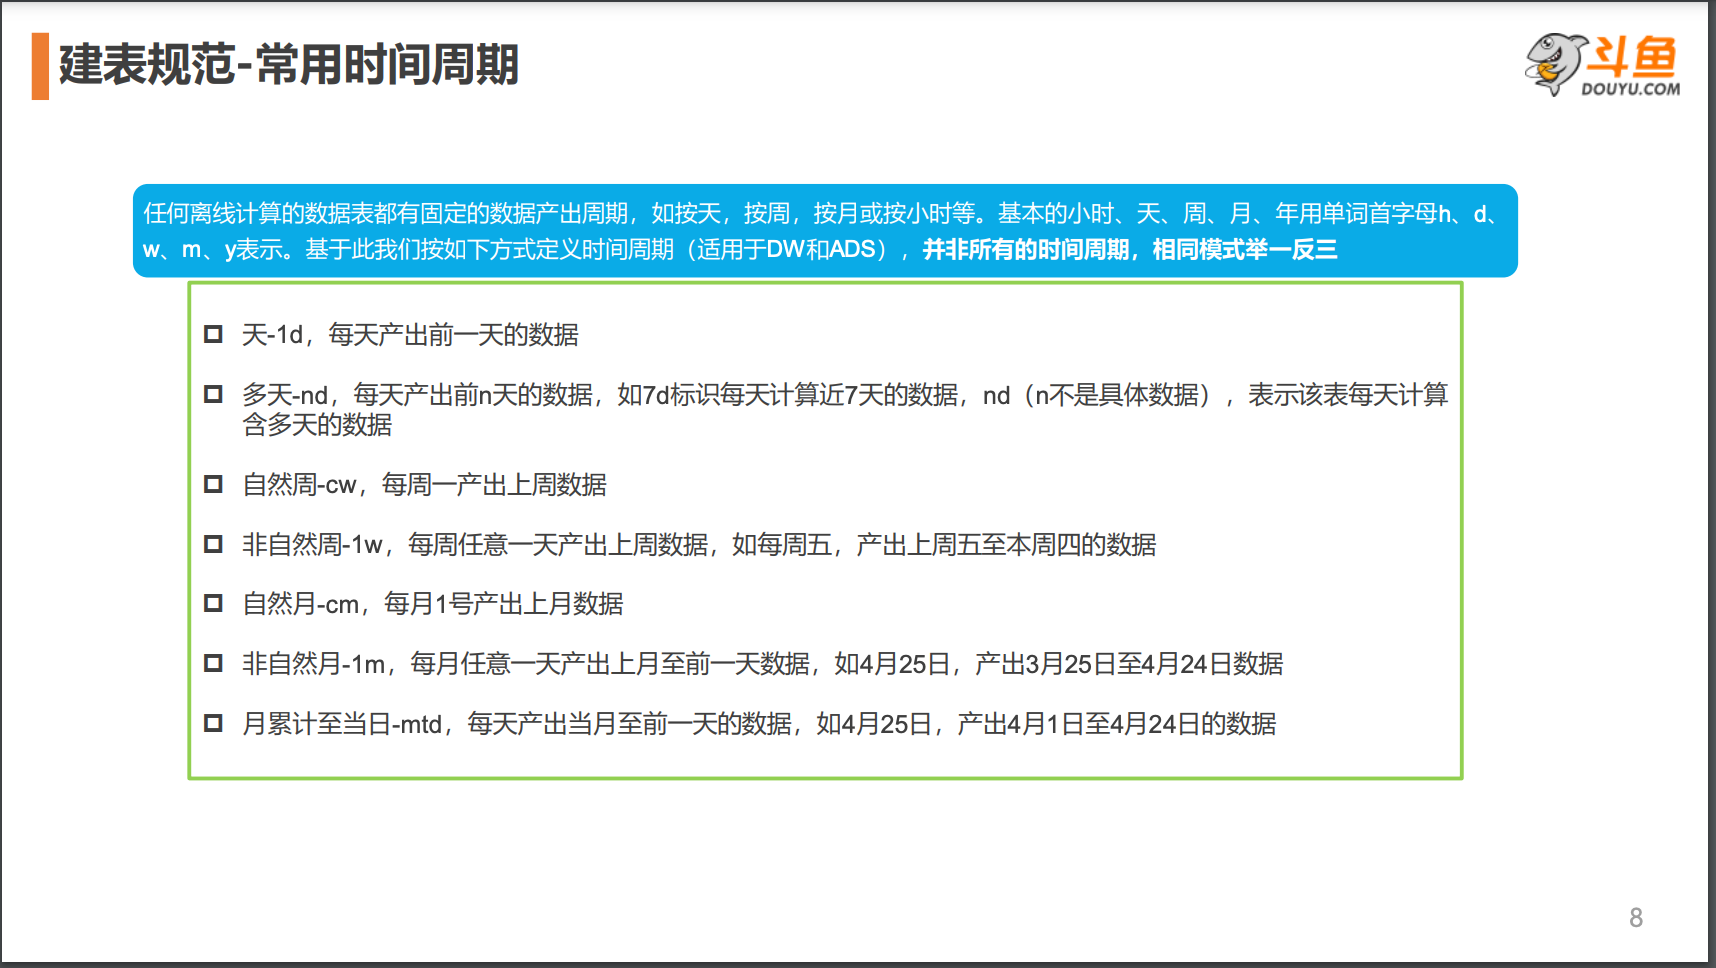 建表规范-常用时间周期
斗鱼
DOUYU.COM
任何离线计算的数据表都有固定的数据产出周期，如按天，按周，按月或按小时等。基本的小时、天、周、月、年用单词首字母h、d、
w、m、y表示。基于此我们按如下方式定义时间周期（适用于DW和ADS），并非所有的时间周期，相同模式举一反三
天-1d，每天产出前一天的数据
多天-nd，每天产出前n天的数据，如7d标识每天计算近7天的数据，nd（n不是具体数据），表示该表每天计算
含多天的数据
自然周-cw，每周一产出上周数据
非自然周-1w，每周任意一天产出上周数据，如每周五，产出上周五至本周四的数据
自然月-cm，每月1号产出上月数据
非自然月-1m，每月任意一天产出上月至前一天数据，如4月25日，产出3月25日至4月24日数据
月累计至当日-mtd，每天产出当月至前一天的数据，如4月25日，产出4月1日至4月24日的数据
8